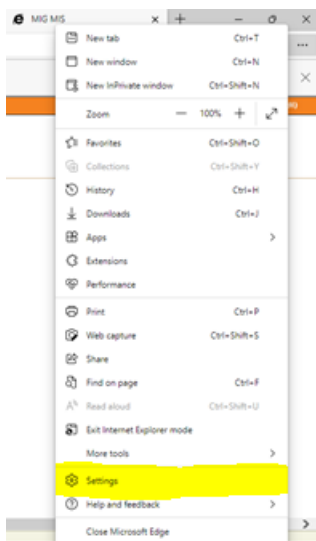 MIG MIS
New tab Ctrl+T
New window Ctrl+N
New InPrivate window Ctrl+Shift+N
Zoom 100%
Favorites Ctrl+Shift+O
Collections Ctrl+Shift+Y
History Ctrl+H
Downloads Ctrl+J
Apps
Extensions
Performance
Print Ctrl+P
Web capture Ctrl+Shift+S
Share
Find on page Ctrl+F
Read aloud Ctrl+Shift+U
Exit Internet Explorer mode
More tools
Settings
Help and feedback
Close Microsoft Edge